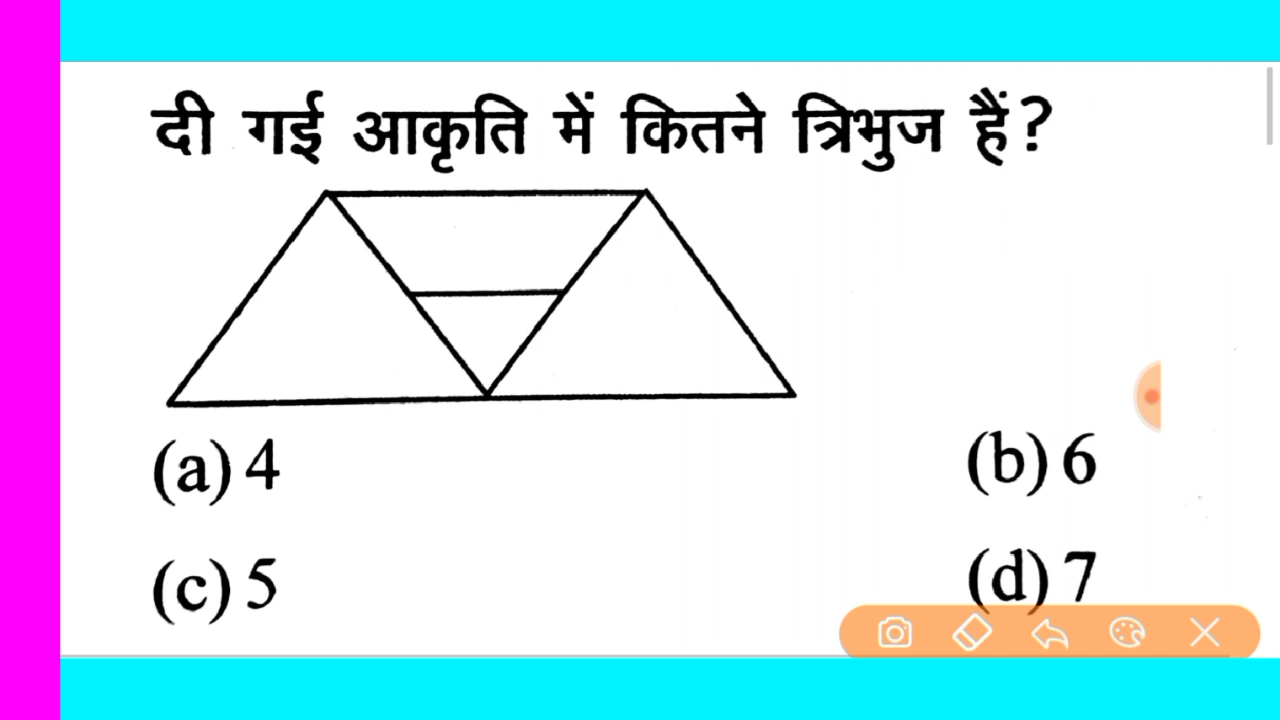 दी गई आकृति में कितने त्रिभुज हैं?
(a) 4
(b) 6
(c) 5
(d) 7